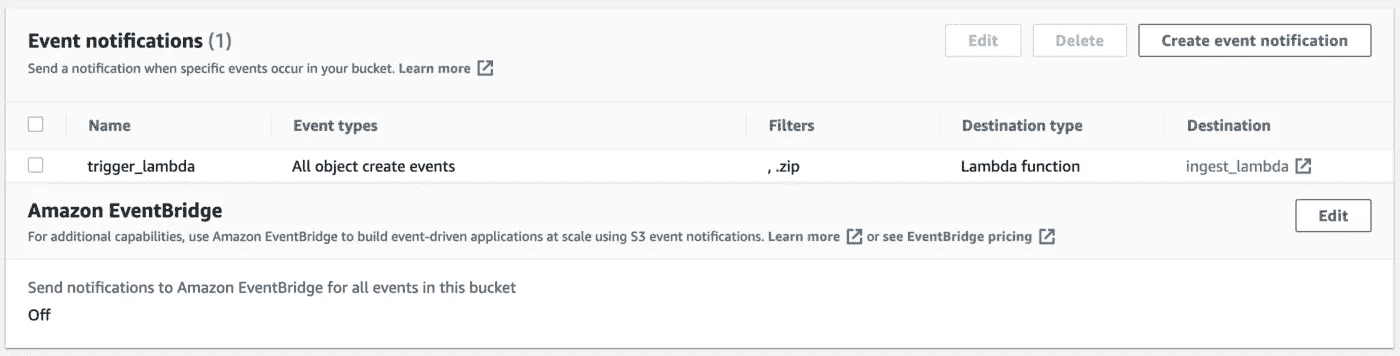 Event notifications (1)
Edit
Delete
Create event notification
Send a notification when specific events occur in your bucket. Learn more
Name Event types Filters Destination type Destination
trigger_lambda All object create events , .zip Lambda function ingest_lambda
Amazon EventBridge
Edit
For additional capabilities, use Amazon EventBridge to build event-driven applications at scale using S3 event notifications. Learn more or see EventBridge pricing
Send notifications to Amazon EventBridge for all events in this bucket
Off